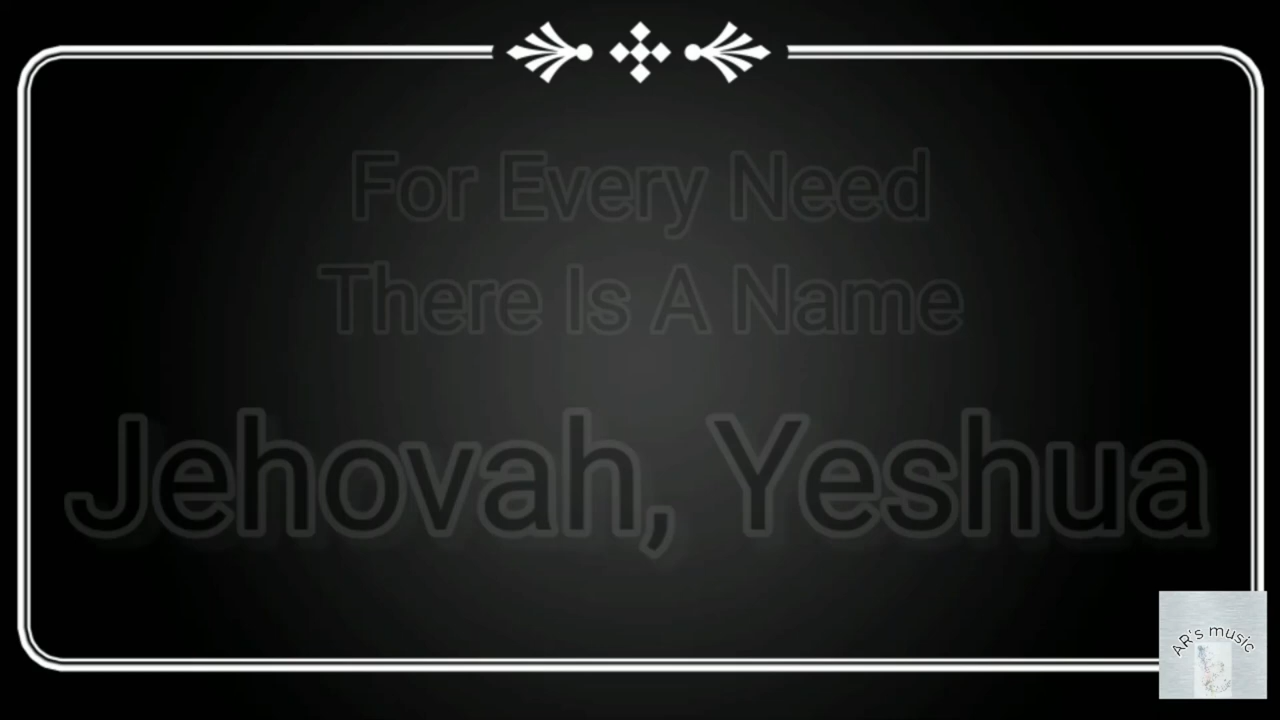 For Every Need
There Is A Name
Jehovah, Yeshua
AR's music